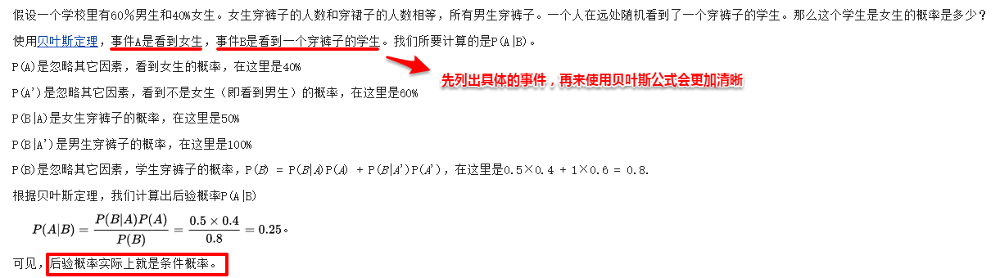 假设一个学校里有60％男生和40%女生。女生穿裤子的人数和穿裙子的人数相等，所有男生穿裤子。一个人在远处随机看到了一个穿裤子的学生。那么这个学生是女生的概率是多少？
使用贝叶斯定理，事件A是看到女生，事件B是看到一个穿裤子的学生。我们所要计算的是P(A|B)。
先列出具体的事件，再来使用贝叶斯公式会更加清晰
P(A)是忽略其它因素，看到女生的概率，在这里是40%
P(A')是忽略其它因素，看到不是女生（即看到男生）的概率，在这里是60%
P(B|A)是女生穿裤子的概率，在这里是50%
P(B|A')是男生穿裤子的概率，在这里是100%
P(B)是忽略其它因素，学生穿裤子的概率，P(B) = P(B|A)P(A) + P(B|A')P(A')，在这里是0.5×0.4 + 1×0.6 = 0.8.
根据贝叶斯定理，我们计算出后验概率P(A|B)
P(A|B) = P(B|A)P(A) / P(B) = 0.5 × 0.4 / 0.8 = 0.25。
可见，后验概率实际上就是条件概率。